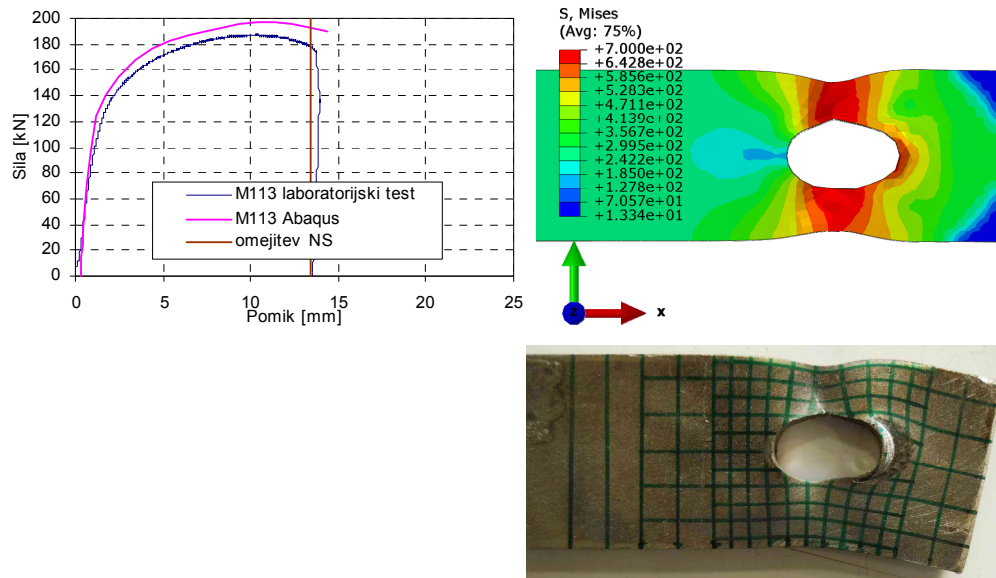 200
180
160
140
120
100
80
60
40
20
0
Sila [kN]
M113 laboratorijski test
M113 Abaqus
omejitev NS
0
5
10
15
20
25
Pomik [mm]
S, Mises
(Avg: 75%)
+7.000e+02
+6.428e+02
+5.856e+02
+5.283e+02
+4.711e+02
+4.139e+02
+3.567e+02
+2.995e+02
+2.422e+02
+1.850e+02
+1.278e+02
+7.057e+01
+1.334e+01
Z
x